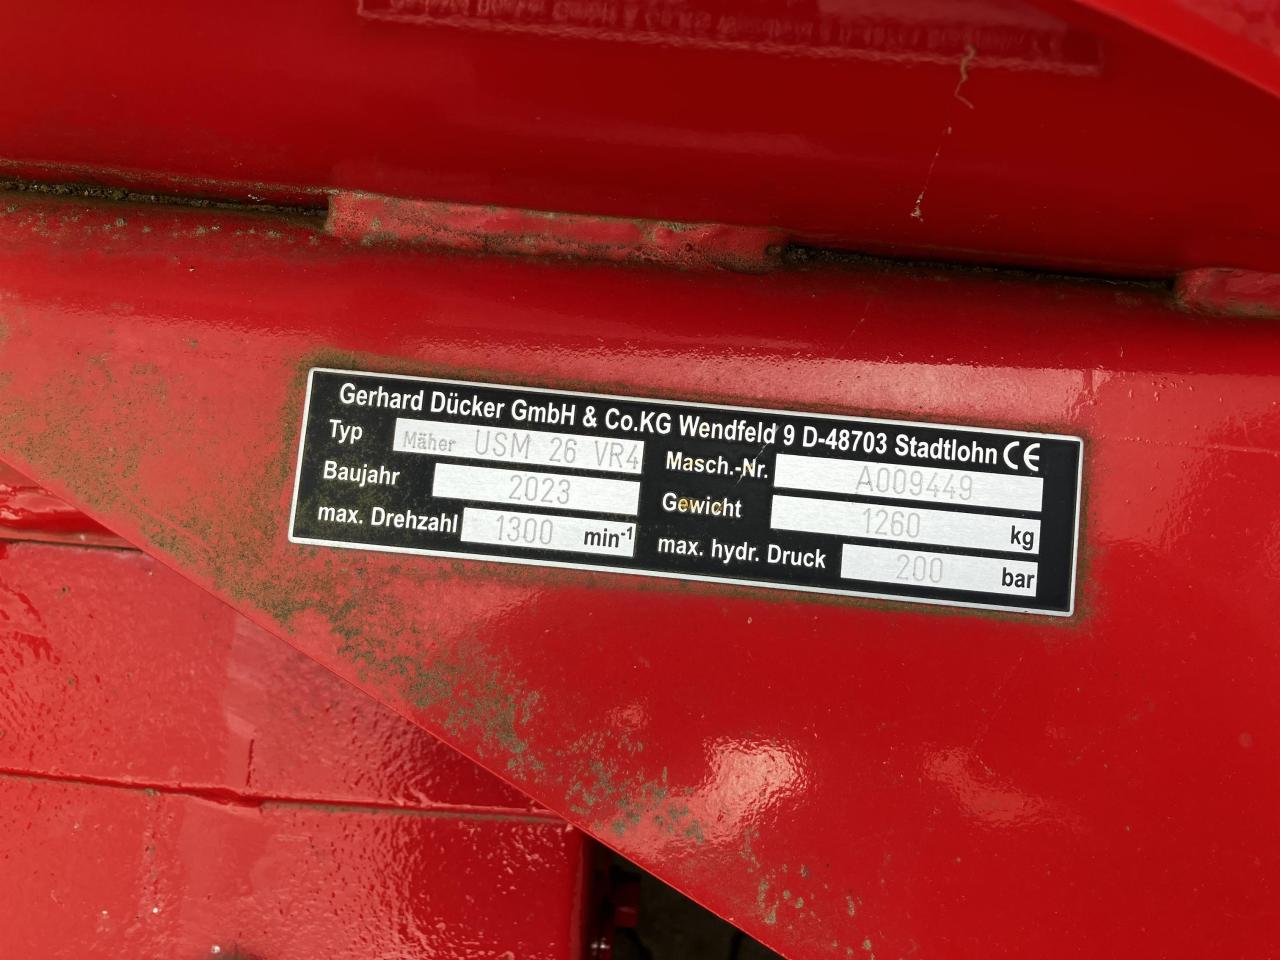 Gerhard Dücker GmbH & Co.KG Wendfeld 9 D-48703 Stadtlohn CE
Typ Mäher USM 26 VR4 Masch.-Nr. A009449
Baujahr 2023 Gewicht 1260 kg
max. Drehzahl 1300 min-1 max. hydr. Druck 200 bar